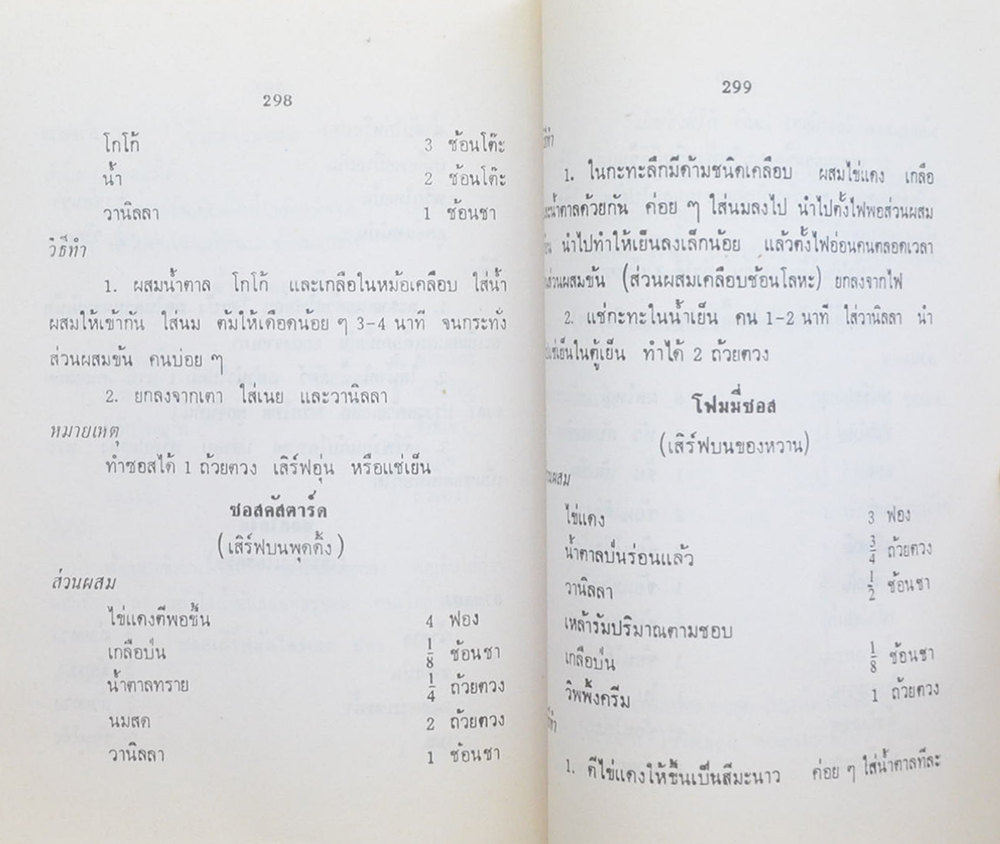 298
โกโก้ 3 ช้อนโต๊ะ
น้ำ 2 ช้อนโต๊ะ
วานิลลา 1 ช้อนชา
วิธีทำ
1. ผสมน้ำตาล โกโก้ และเกลือในหม้อเคลือบ ใส่น้ำ
ผสมให้เข้ากัน ใส่นม ต้มให้เดือดน้อย ๆ 3-4 นาที จนกระทั่ง
ส่วนผสมข้น คนบ่อย ๆ
2. ยกลงจากเตา ใส่เนย และวานิลลา
หมายเหตุ
ทำซอสได้ 1 ถ้วยตวง เสิร์ฟอุ่น หรือแช่เย็น
ซอสคัสตาร์ด
(เสิร์ฟบนพุดดิ้ง)
ส่วนผสม
ไข่แดงตีพอขึ้น 4 ฟอง
เกลือป่น 1/8 ช้อนชา
น้ำตาลทราย 1/4 ถ้วยตวง
นมสด 2 ถ้วยตวง
วานิลลา 1 ช้อนชา
299
1. ในกะทะลึกมีด้ามชนิดเคลือบ ผสมไข่แดง เกลือ
น้ำตาลด้วยกัน ค่อย ๆ ใส่นมลงไป นำไปตั้งไฟพอส่วนผสม
นำไปทำให้เย็นลงเล็กน้อย แล้วตั้งไฟอ่อนคนตลอดเวลา
ส่วนผสมข้น (ส่วนผสมเคลือบช้อนโลหะ) ยกลงจากไฟ
2. แช่กะทะในน้ำเย็น คน 1-2 นาที ใส่วานิลลา นำ
แช่เย็นในตู้เย็น ทำได้ 2 ถ้วยตวง
โฟมมี่ซอส
(เสิร์ฟบนของหวาน)
ผสม
ไข่แดง 3 ฟอง
น้ำตาลป่นร่อนแล้ว 3/4 ถ้วยตวง
วานิลลา 1/2 ช้อนชา
เหล้ารัมปริมาณตามชอบ
เกลือป่น 1/8 ช้อนชา
วิพพิ้งครีม 1 ถ้วยตวง
1. ตีไข่แดงให้ขึ้นเป็นสีมะนาว ค่อย ๆ ใส่น้ำตาลทีละ